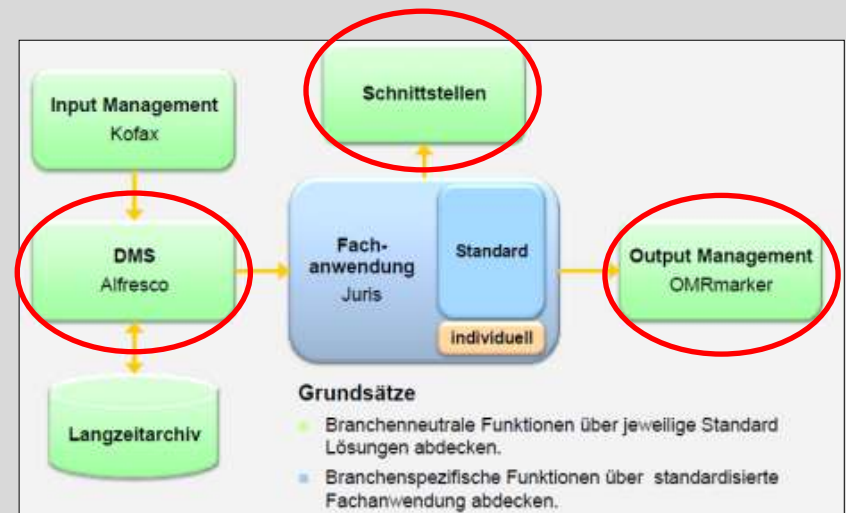 Schnittstellen
Input Management
Kofax
DMS
Alfresco
Fach-
anwendung
Juris
Standard
individuell
Output Management
OMRmarker
Langzeitarchiv
Grundsätze
Branchenneutrale Funktionen über jeweilige Standard
Lösungen abdecken.
Branchenspezifische Funktionen über standardisierte
Fachanwendung abdecken.